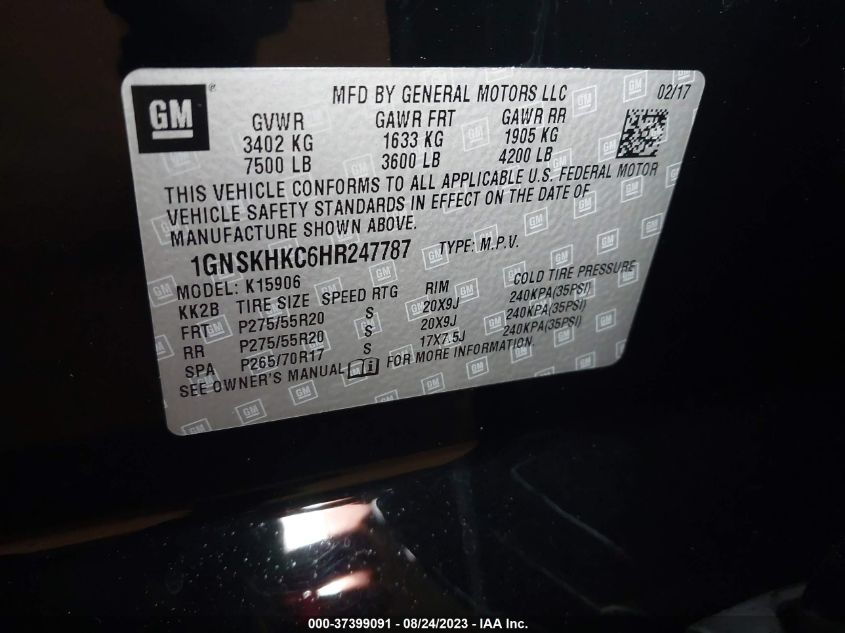 GM ® MFD BY GENERAL MOTORS LLC 02/17
GVWR GAWR FRT GAWR RR
3402 KG 1633 KG 1905 KG
7500 LB 3600 LB 4200 LB
THIS VEHICLE CONFORMS TO ALL APPLICABLE U.S. FEDERAL MOTOR
VEHICLE SAFETY STANDARDS IN EFFECT ON THE DATE OF
MANUFACTURE SHOWN ABOVE.
1GNSKHKC6HR247787 TYPE: M.P.V.
MODEL: K15906
KK2B TIRE SIZE SPEED RTG RIM COLD TIRE PRESSURE
FRT P275/55R20 S 20X9J 240KPA(35PSI)
RR P275/55R20 S 20X9J 240KPA(35PSI)
SPA P265/70R17 S 17X7.5J 240KPA(35PSI)
SEE OWNER'S MANUAL i FOR MORE INFORMATION.
000-37399091 - 08/24/2023 - IAA Inc.